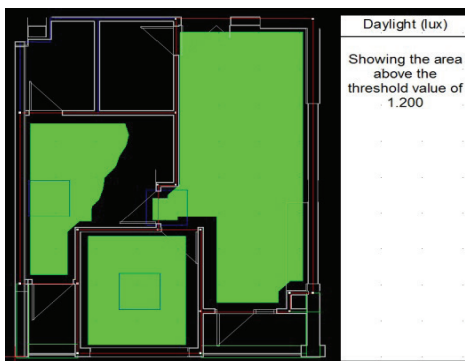 Daylight (lux)
Showing the area
above the
threshold value of
1.200